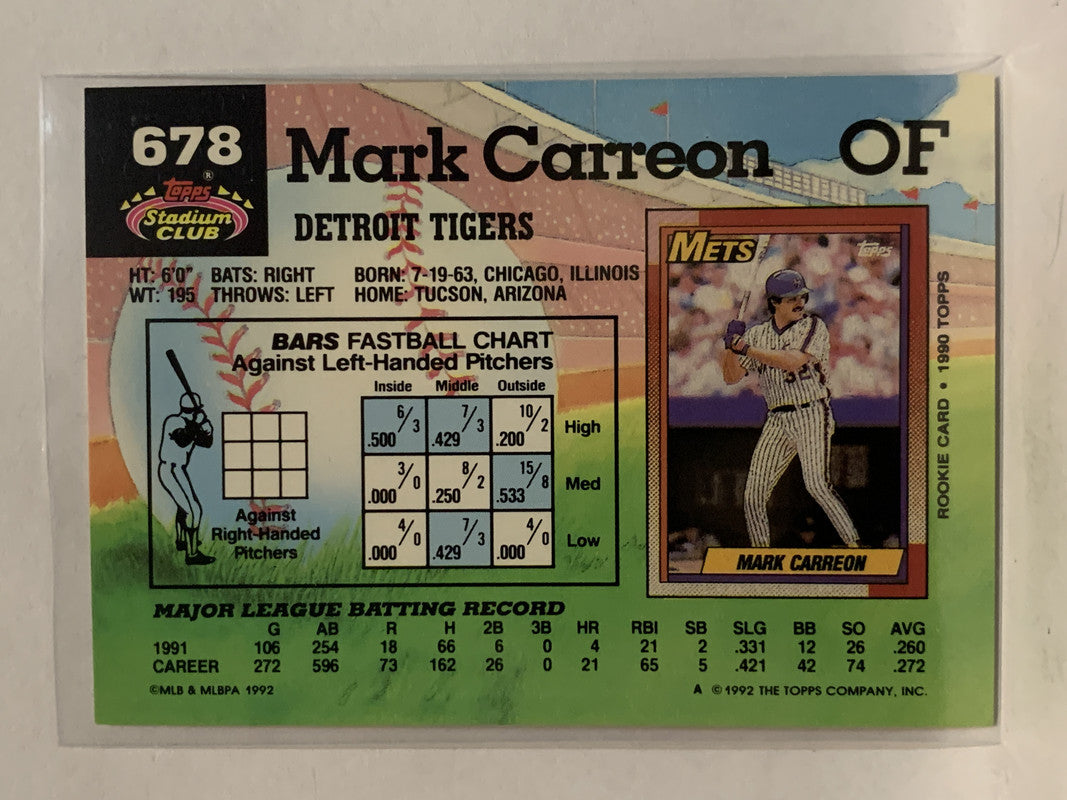 678
Topps ®
Stadium
CLUB
Mark Carreon OF
DETROIT TIGERS
HT: 6'0" BATS: RIGHT BORN: 7-19-63, CHICAGO, ILLINOIS
WT: 195 THROWS: LEFT HOME: TUCSON, ARIZONA
BARS FASTBALL CHART
Against Left-Handed Pitchers
Inside Middle Outside
6/3 7/3 10/2
.500 .429 .200 High
3/0 8/2 15/8
.000 .250 .533 Med
4/0 7/3 4/0
.000 .429 .000 Low
Against
Right-Handed
Pitchers
METS Topps
32
MARK CARREON
ROOKIE CARD • 1990 TOPPS
MAJOR LEAGUE BATTING RECORD
G AB R H 2B 3B HR RBI SB SLG BB SO AVG
1991 106 254 18 66 6 0 4 21 2 .331 12 26 .260
CAREER 272 596 73 162 26 0 21 65 5 .421 42 74 .272
©MLB & MLBPA 1992 A ©1992 THE TOPPS COMPANY, INC.